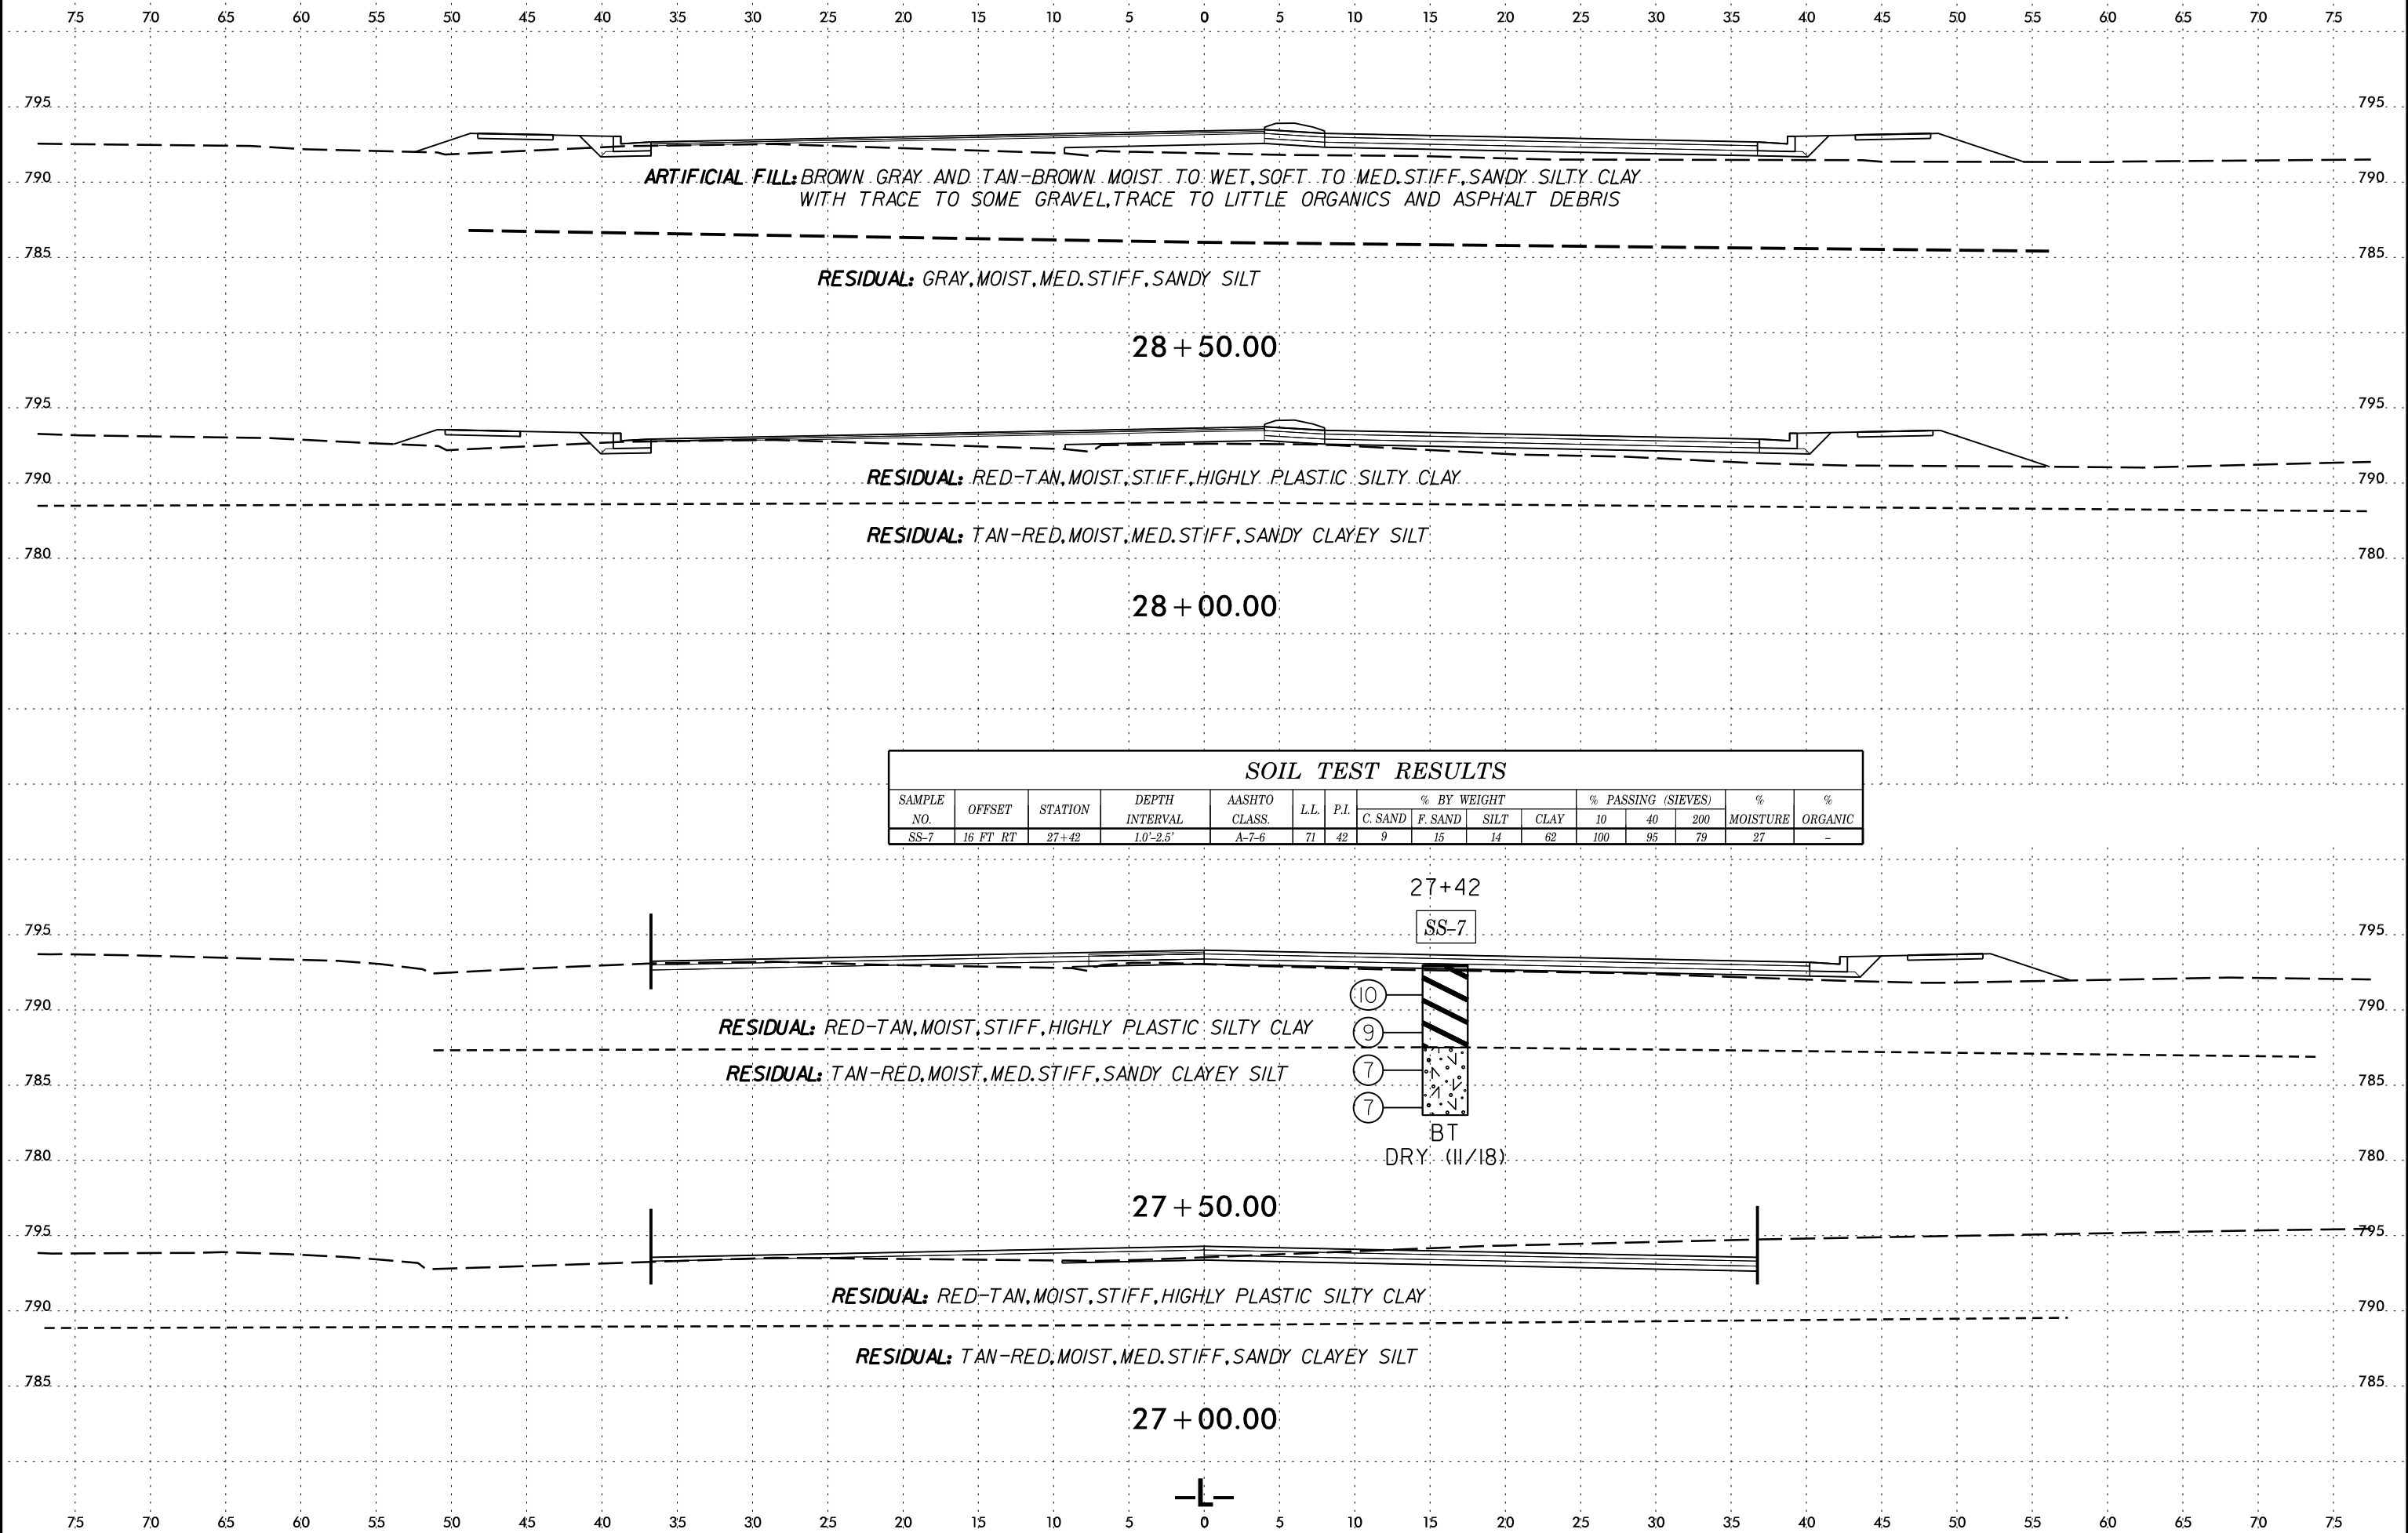 75 70 65 60 55 50 45 40 35 30 25 20 15 10 5 0 5 10 15 20 25 30 35 40 45 50 55 60 65 70 75
795 795
790 ARTIFICIAL FILL: BROWN GRAY AND TAN-BROWN MOIST TO WET, SOFT TO MED. STIFF, SANDY SILTY CLAY 790
WITH TRACE TO SOME GRAVEL, TRACE TO LITTLE ORGANICS AND ASPHALT DEBRIS
785 785
RESIDUAL: GRAY, MOIST, MED. STIFF, SANDY SILT
28+50.00
795 795
790 RESIDUAL: RED-TAN, MOIST, STIFF, HIGHLY PLASTIC SILTY CLAY 790
RESIDUAL: TAN-RED, MOIST, MED. STIFF, SANDY CLAYEY SILT
780 780
28+00.00
SOIL TEST RESULTS
SAMPLE NO. OFFSET STATION DEPTH INTERVAL AASHTO CLASS. L.L. P.I. % BY WEIGHT % PASSING (SIEVES) % MOISTURE % ORGANIC
C. SAND F. SAND SILT CLAY 10 40 200
SS-7 16 FT RT 27+42 1.0'-2.5' A-7-6 71 42 9 15 14 62 100 95 79 27 -
27+42
SS-7
795 795
790 10 790
RESIDUAL: RED-TAN, MOIST, STIFF, HIGHLY PLASTIC SILTY CLAY 9
RESIDUAL: TAN-RED, MOIST, MED. STIFF, SANDY CLAYEY SILT 7
785 785
7
BT
780 DRY (11/18) 780
27+50.00
795 795
790 RESIDUAL: RED-TAN, MOIST, STIFF, HIGHLY PLASTIC SILTY CLAY 790
RESIDUAL: TAN-RED, MOIST, MED. STIFF, SANDY CLAYEY SILT
785 785
27+00.00
-L-
75 70 65 60 55 50 45 40 35 30 25 20 15 10 5 0 5 10 15 20 25 30 35 40 45 50 55 60 65 70 75